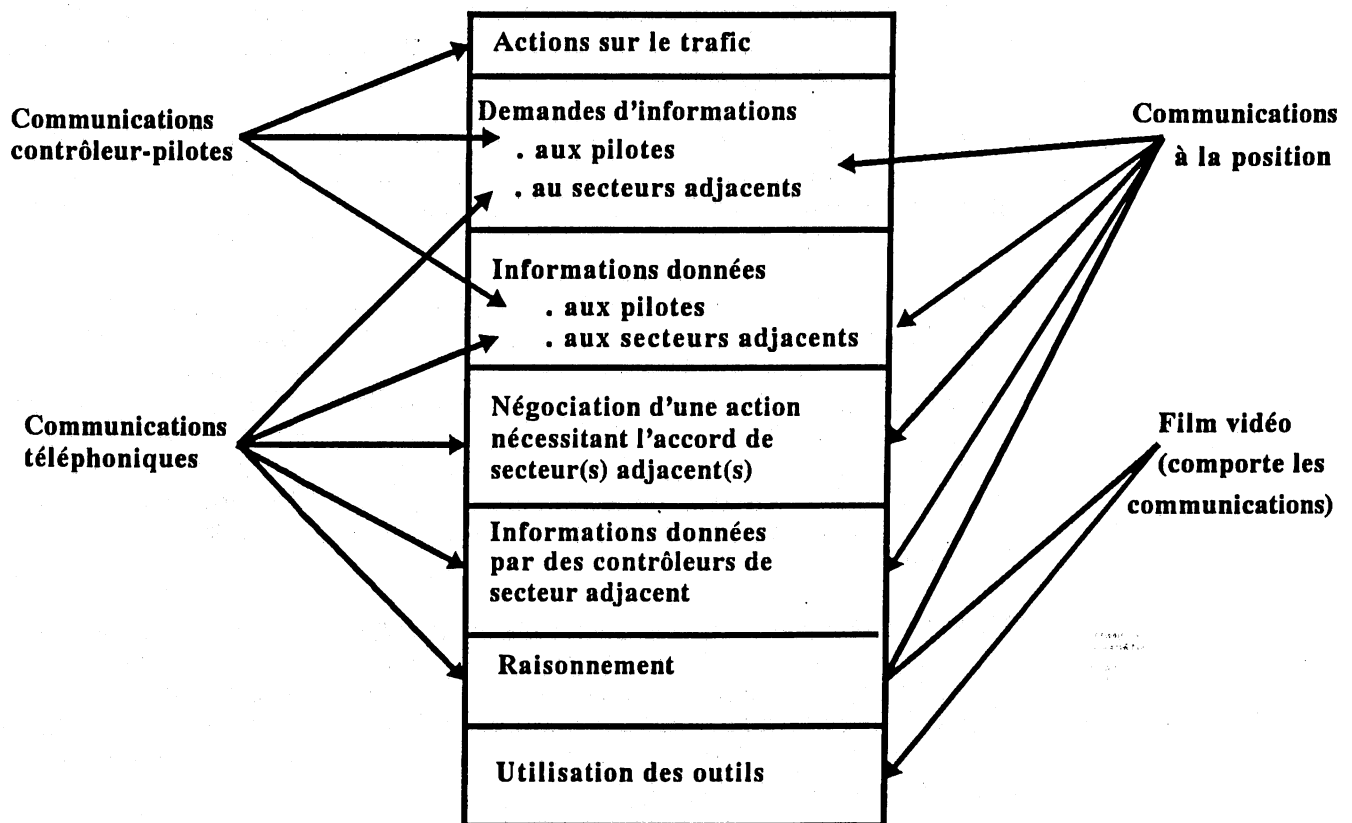 Actions sur le trafic
Communications
contrôleur-pilotes
Demandes d'informations
. aux pilotes
. au secteurs adjacents
Informations données
. aux pilotes
. aux secteurs adjacents
Communications
téléphoniques
Négociation d'une action
nécessitant l'accord de
secteur(s) adjacent(s)
Informations données
par des contrôleurs de
secteur adjacent
Raisonnement
Utilisation des outils
Communications
à la position
Film vidéo
(comporte les
communications)